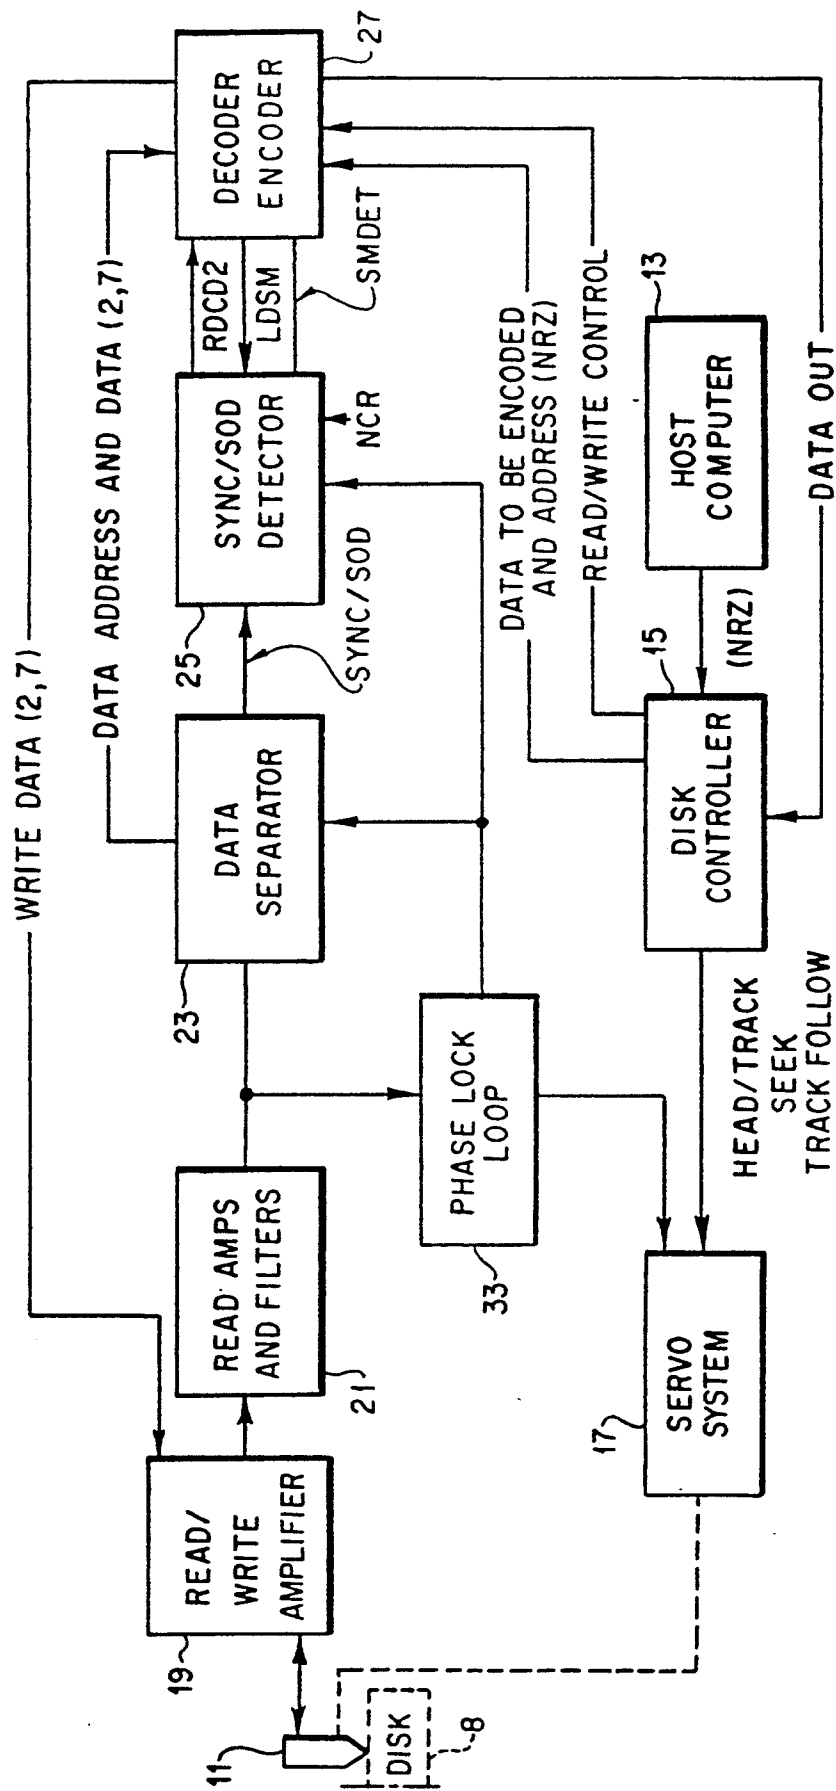 WRITE DATA (2,7)
DATA ADDRESS AND DATA (2,7)
11
DISK
8
19
READ/
WRITE
AMPLIFIER
21
READ AMPS
AND FILTERS
23
DATA
SEPARATOR
SYNC/SOD
25
SYNC/SOD
DETECTOR
NCR
RDCD2
LDSM
SMDET
27
DECODER
ENCODER
33
PHASE LOCK
LOOP
DATA TO BE ENCODED
AND ADDRESS (NRZ)
READ/WRITE CONTROL
17
SERVO
SYSTEM
HEAD/TRACK
SEEK
TRACK FOLLOW
15
DISK
CONTROLLER
(NRZ)
13
HOST
COMPUTER
DATA OUT